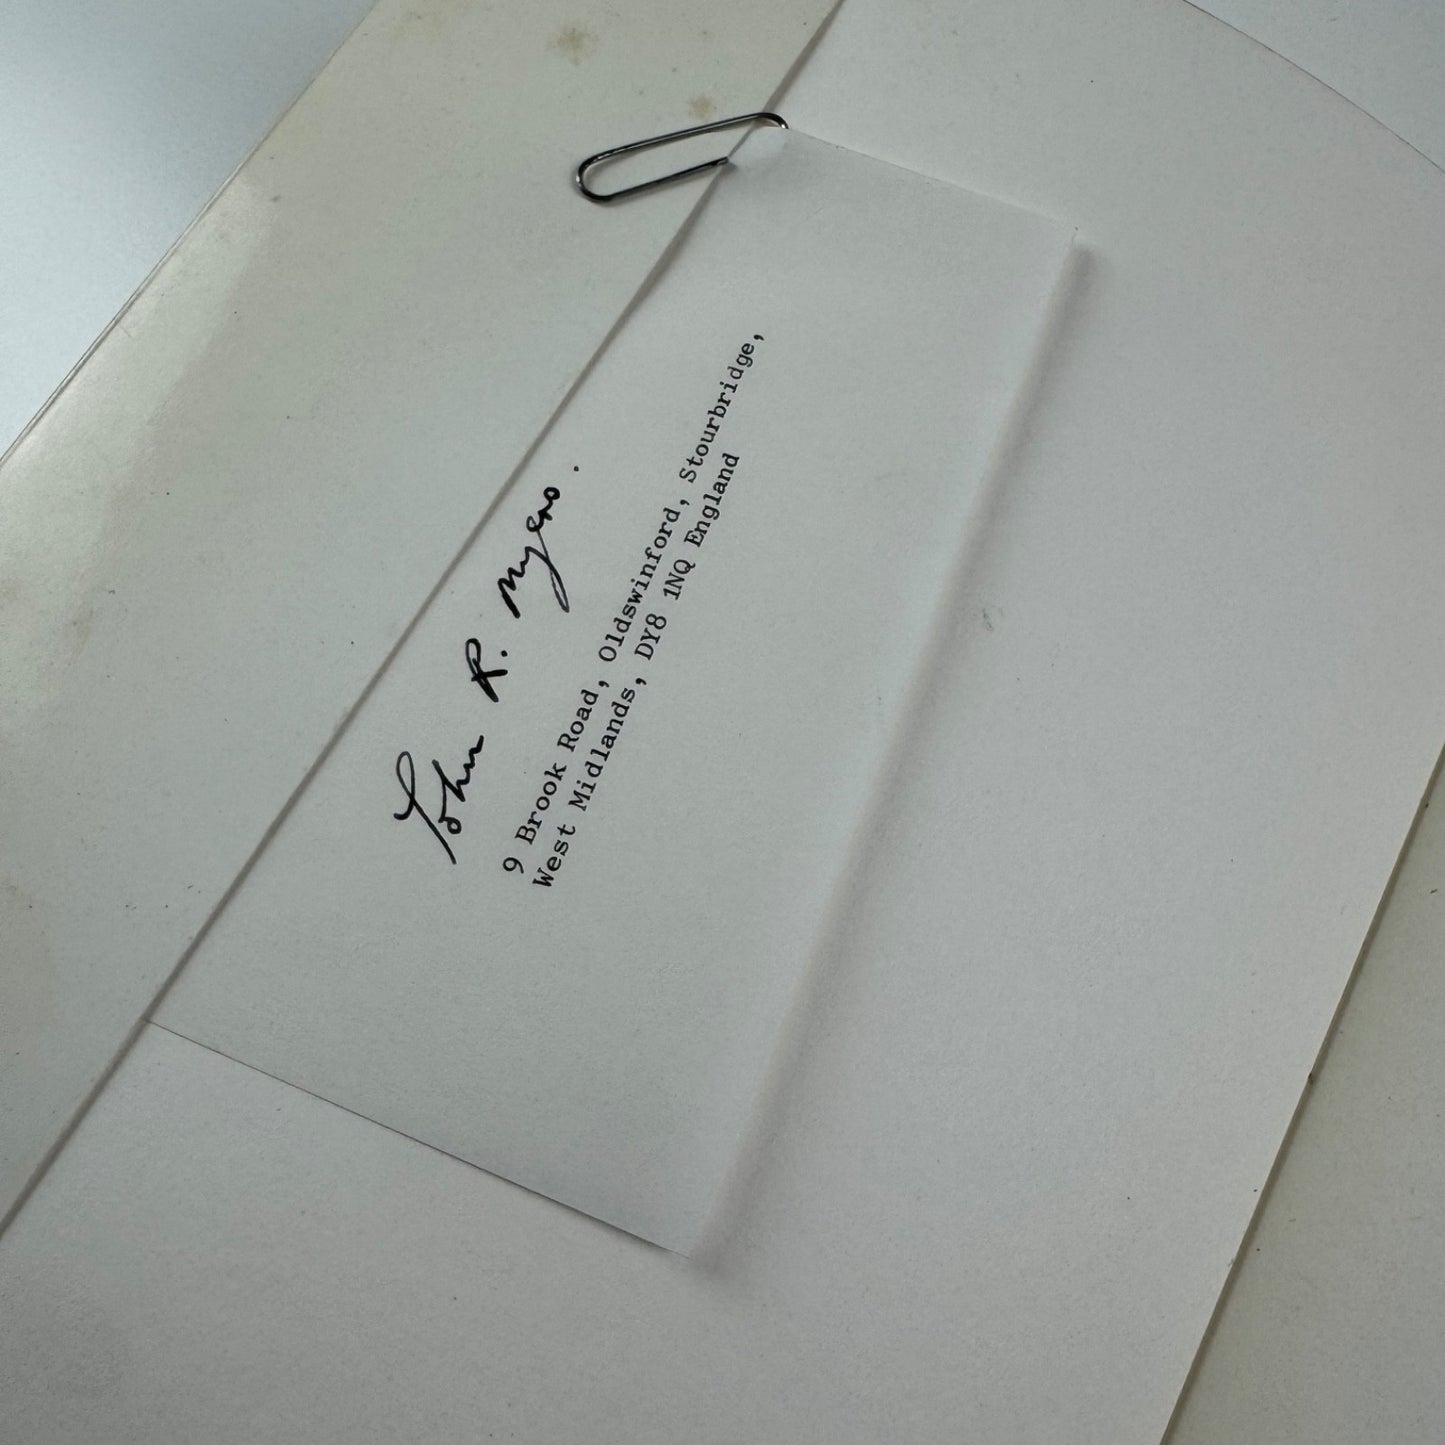 John R. Myers.
9 Brook Road, Oldswinford, Stourbridge,
West Midlands, DY8 1NQ England